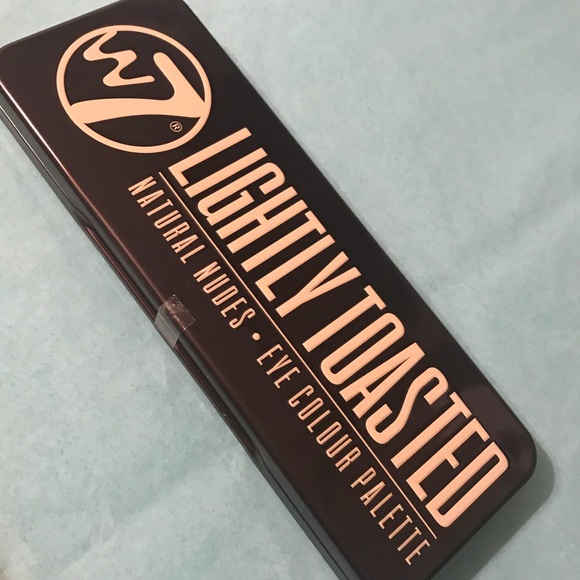 W7®
LIGHTLY TOASTED
NATURAL NUDES • EYE COLOUR PALETTE